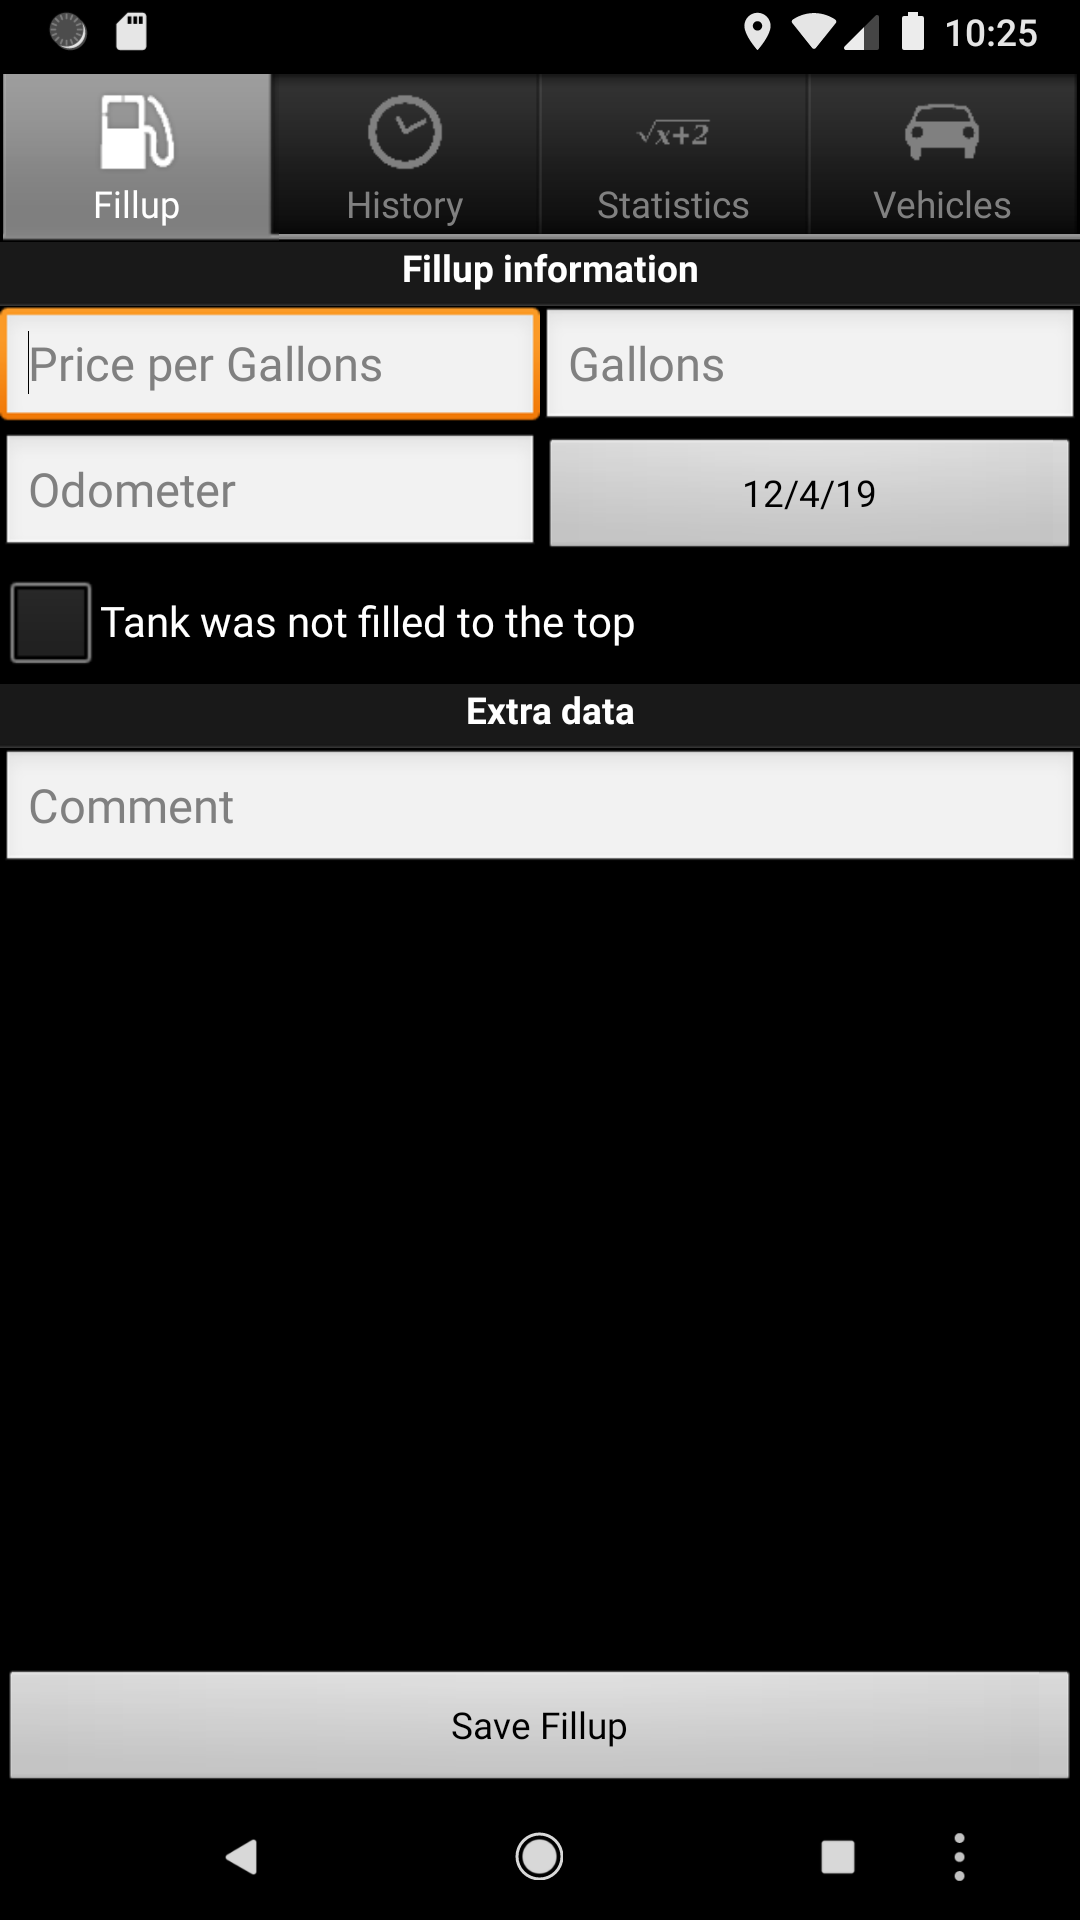 10:25
Fillup
History
√x+2
Statistics
Vehicles
Fillup information
Price per Gallons
Gallons
Odometer
12/4/19
Tank was not filled to the top
Extra data
Comment
Save Fillup